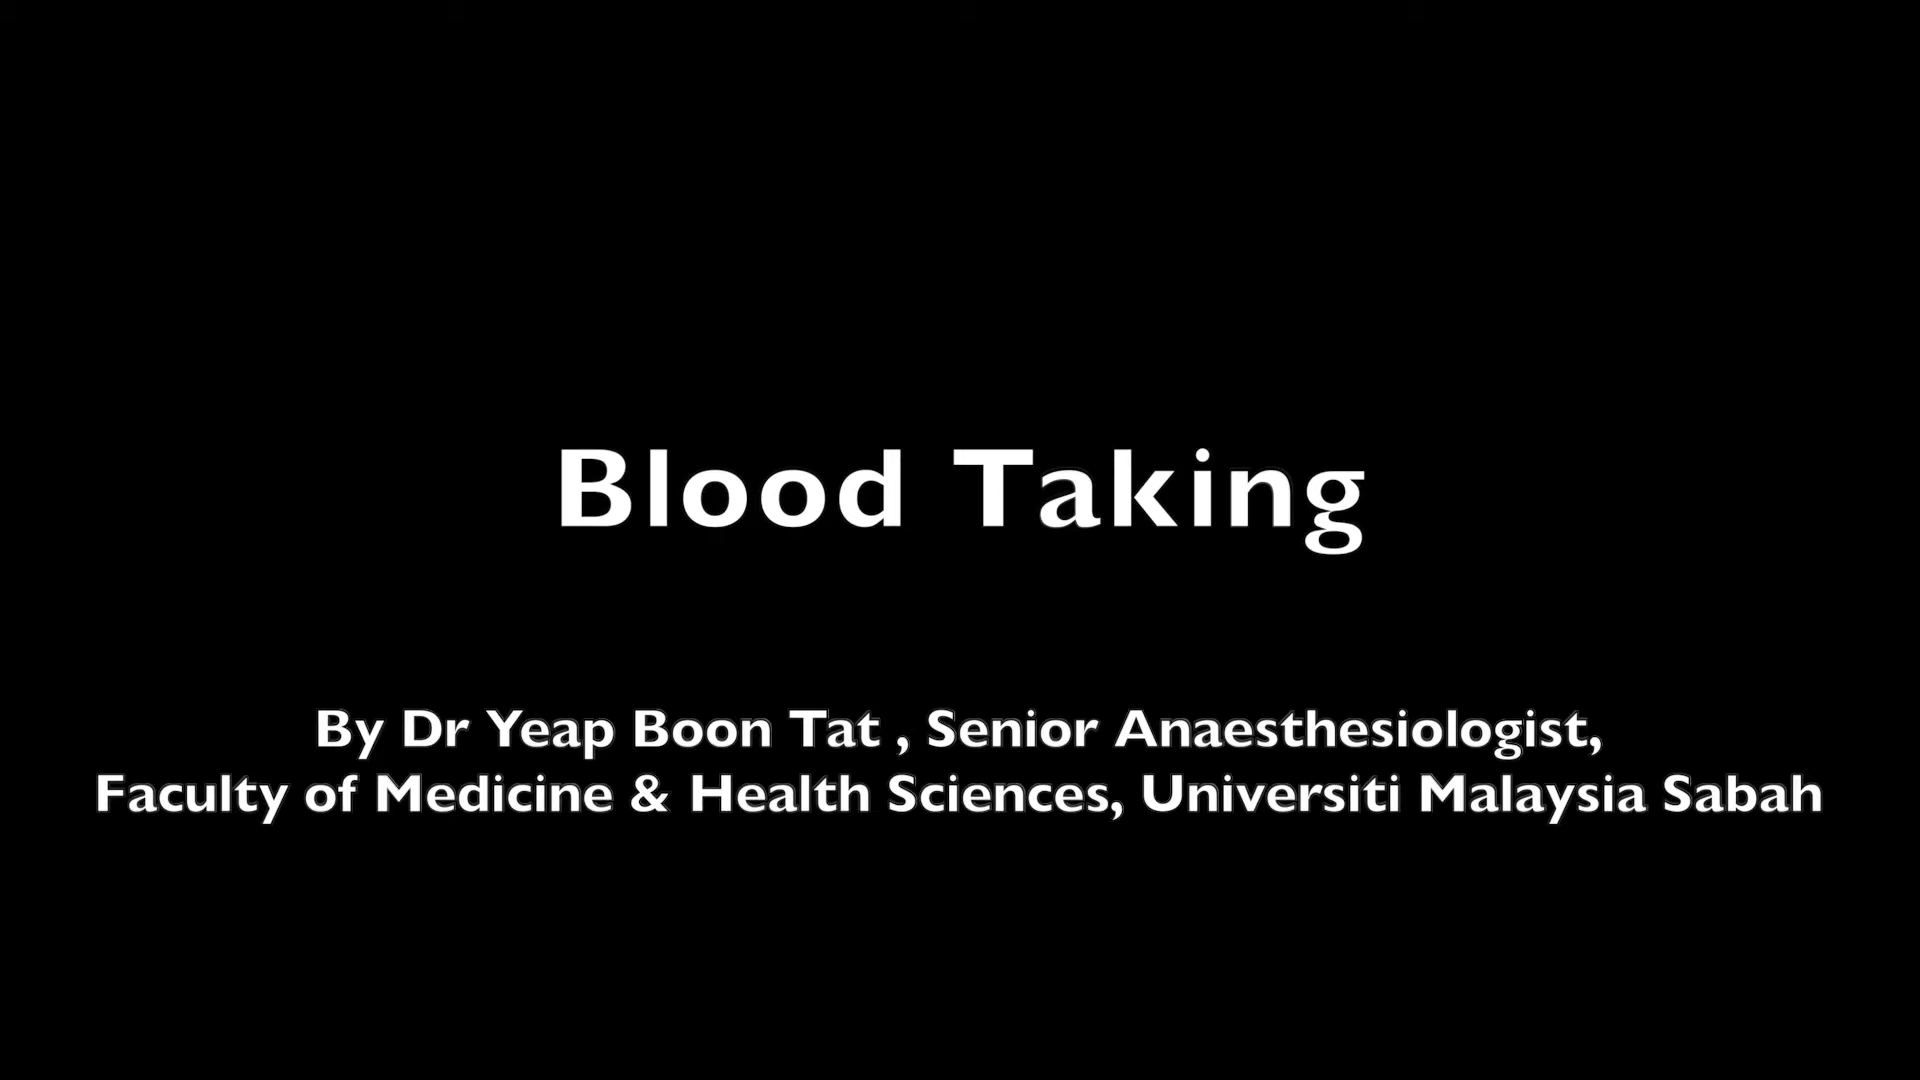 Blood Taking
By Dr Yeap Boon Tat , Senior Anaesthesiologist,
Faculty of Medicine & Health Sciences, Universiti Malaysia Sabah